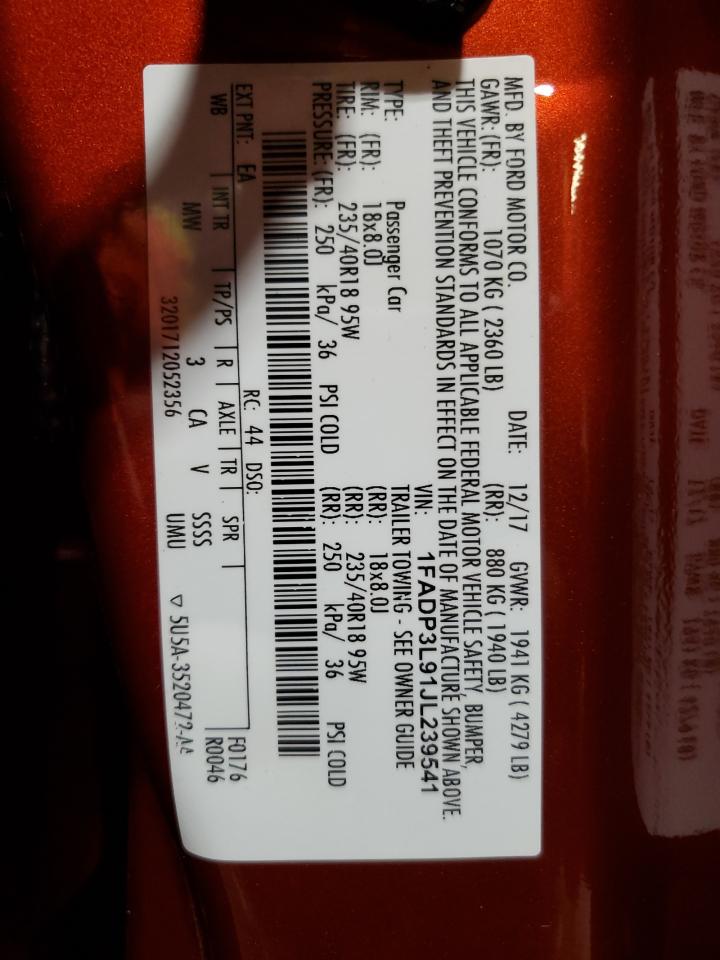 MFD. BY FORD MOTOR CO. DATE: 12/17 GVWR: 1941 KG ( 4279 LB)
GAWR: (FR): 1070 KG ( 2360 LB) (RR): 880 KG ( 1940 LB)
THIS VEHICLE CONFORMS TO ALL APPLICABLE FEDERAL MOTOR VEHICLE SAFETY, BUMPER,
AND THEFT PREVENTION STANDARDS IN EFFECT ON THE DATE OF MANUFACTURE SHOWN ABOVE.
VIN: 1FADP3L91JL239541
TYPE: Passenger Car TRAILER TOWING - SEE OWNER GUIDE
RIM: (FR): 18x8.0J (RR): 18x8.0J
TIRE: (FR): 235/40R18 95W (RR): 235/40R18 95W
PRESSURE: (FR): 250 kPa/ 36 PSI COLD (RR): 250 kPa/ 36 PSI COLD
EXT PNT: EA RC: 44 DSO: F0176
WB | INT TR | TP/PS | R | AXLE | TR | SPR | R0046
MW 3 CA V SSSS
3201712052356 UMU ▽ 5U5A-3520472-